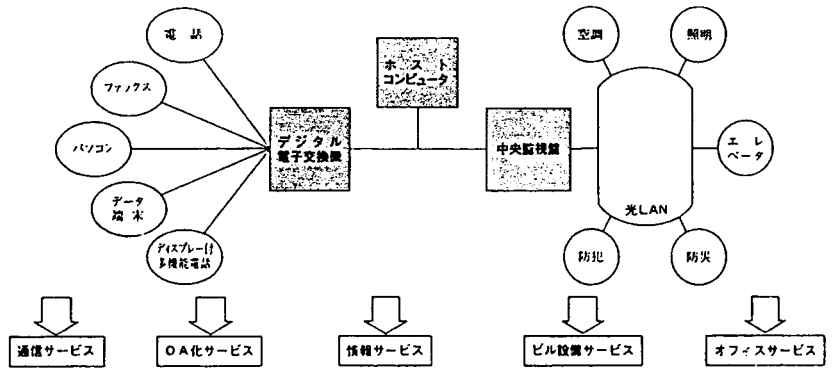 電話
ファックス
パソコン
データ
端末
ディスプレー付
多機能電話
デジタル
電子交換機
ホスト
コンピュータ
中央監視盤
空調
照明
エレ
ベータ
光LAN
防犯
防災
通信サービス
OA化サービス
情報サービス
ビル設備サービス
オフィスサービス